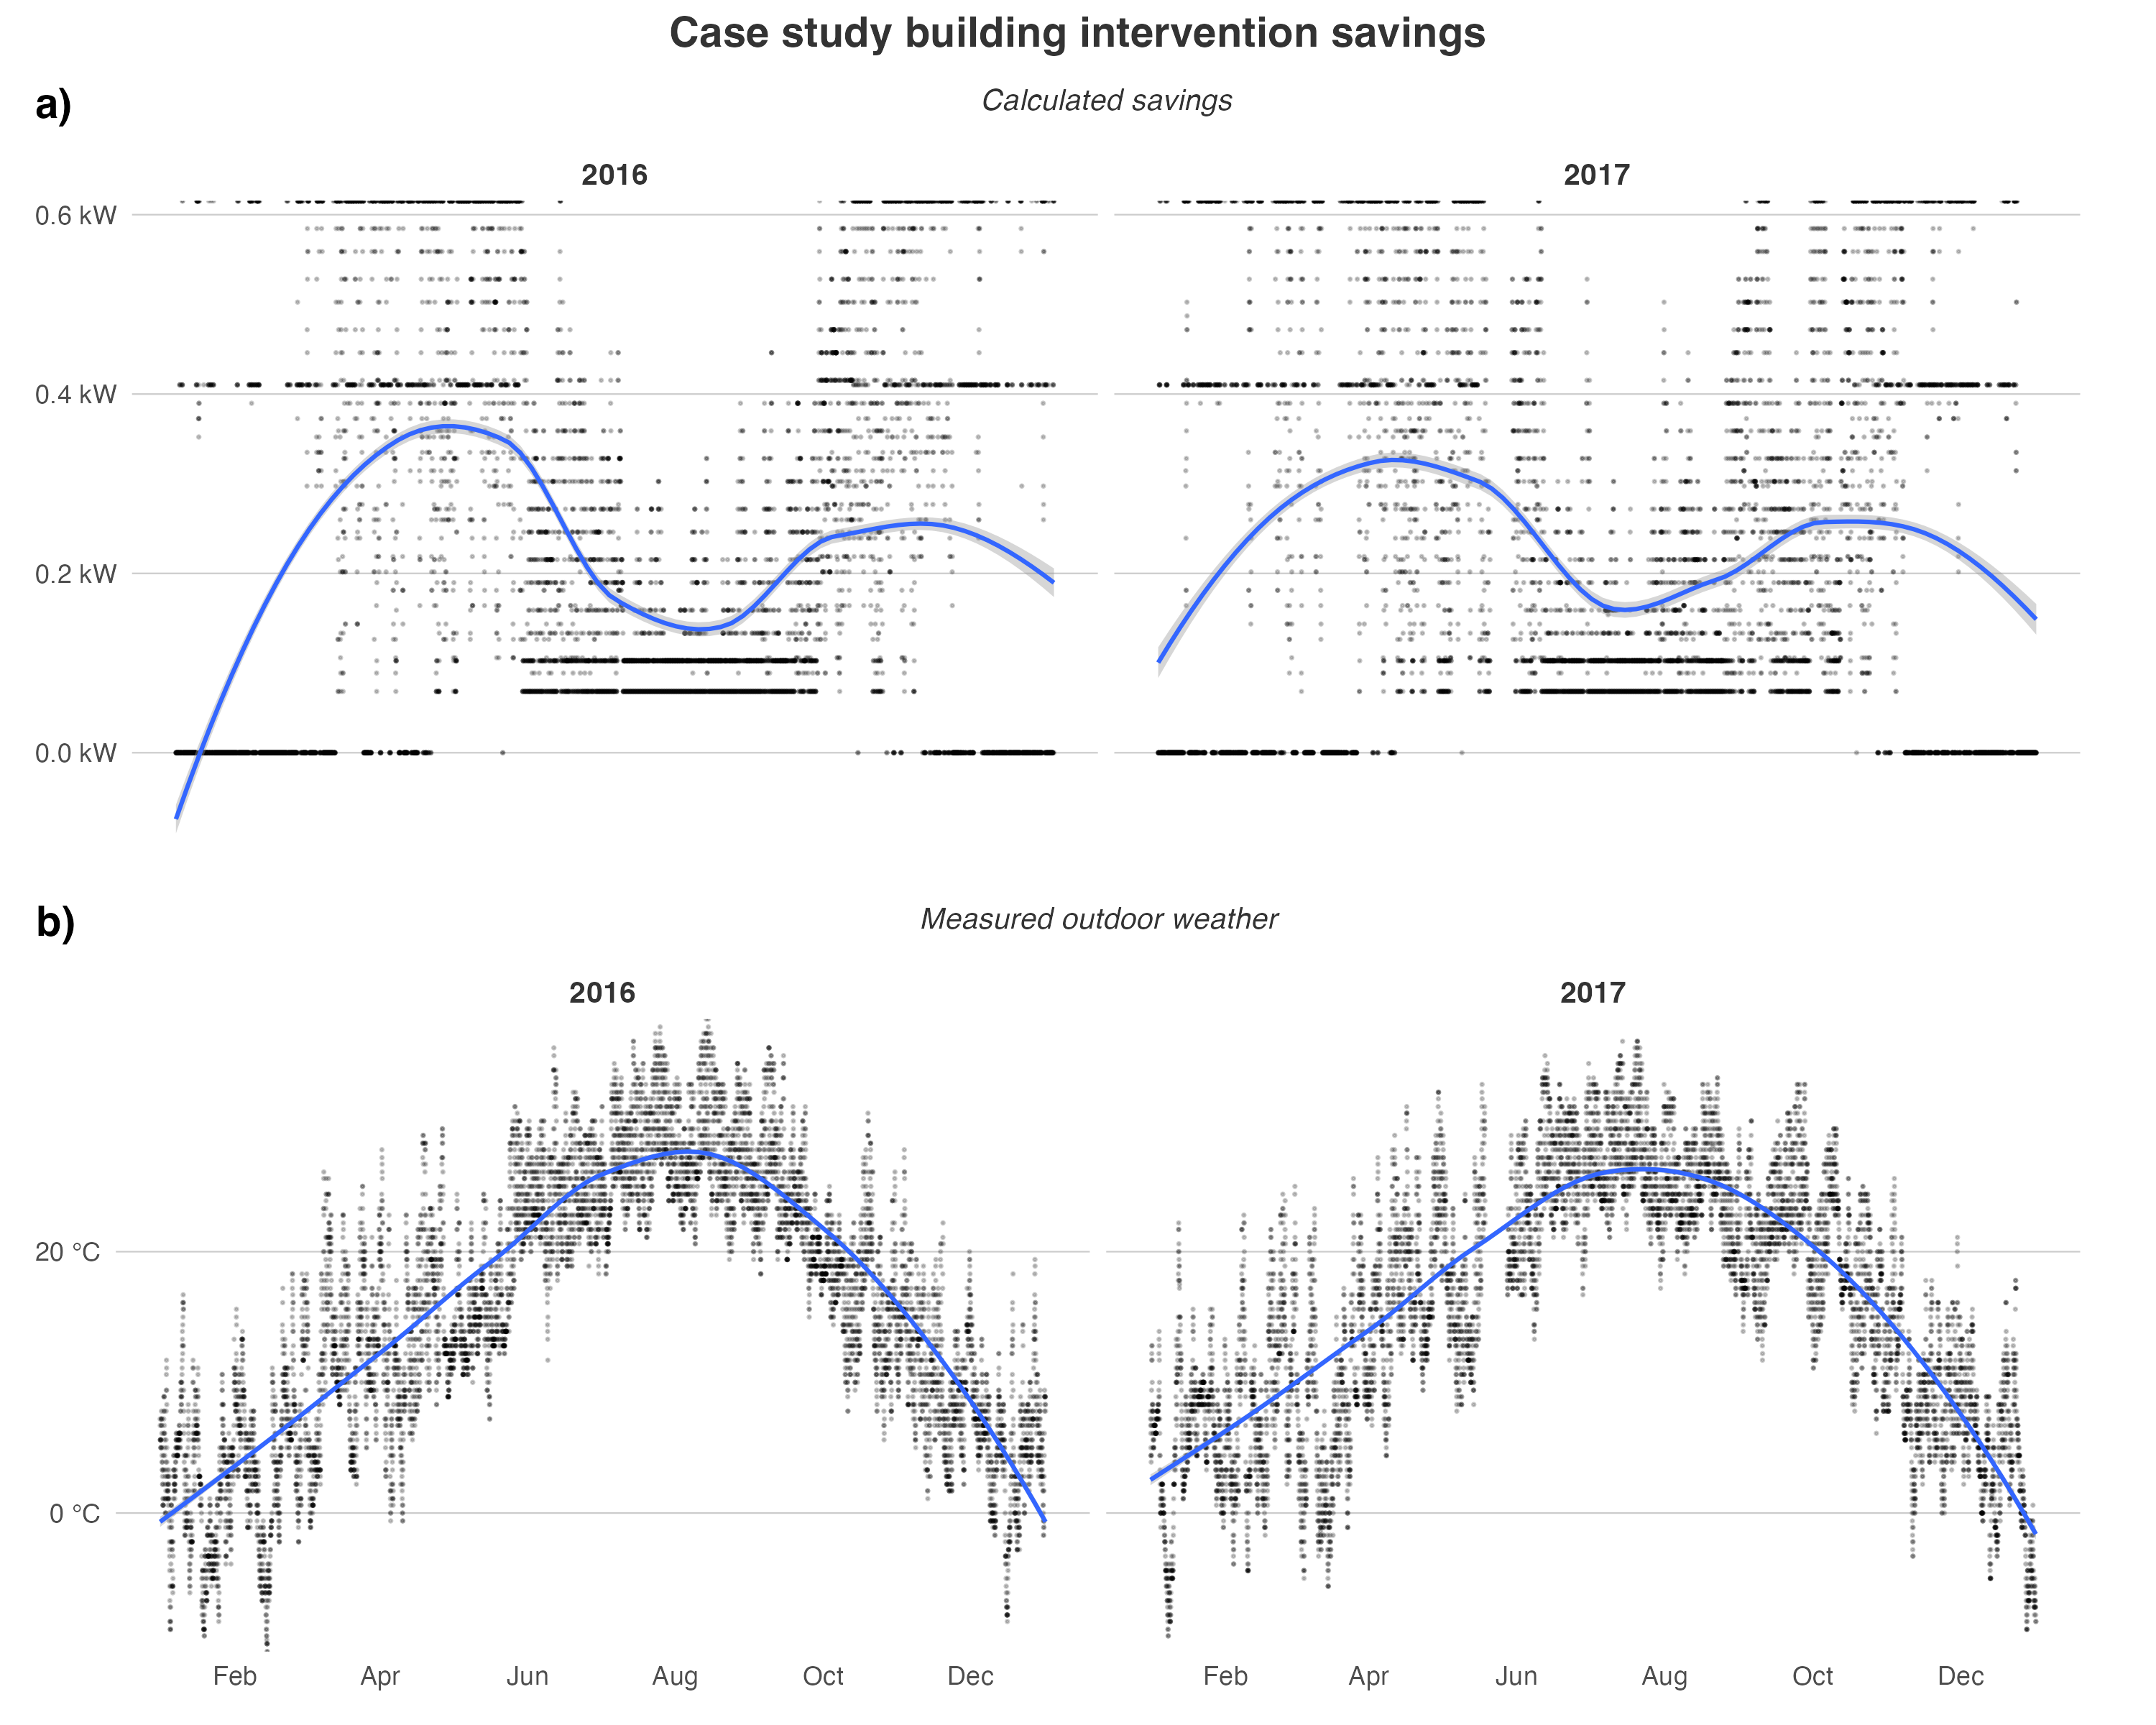 Case study building intervention savings
a)
Calculated savings
2016 2017
0.6 kW
0.4 kW
0.2 kW
0.0 kW
b)
Measured outdoor weather
2016 2017
20 °C
0 °C
Feb Apr Jun Aug Oct Dec Feb Apr Jun Aug Oct Dec